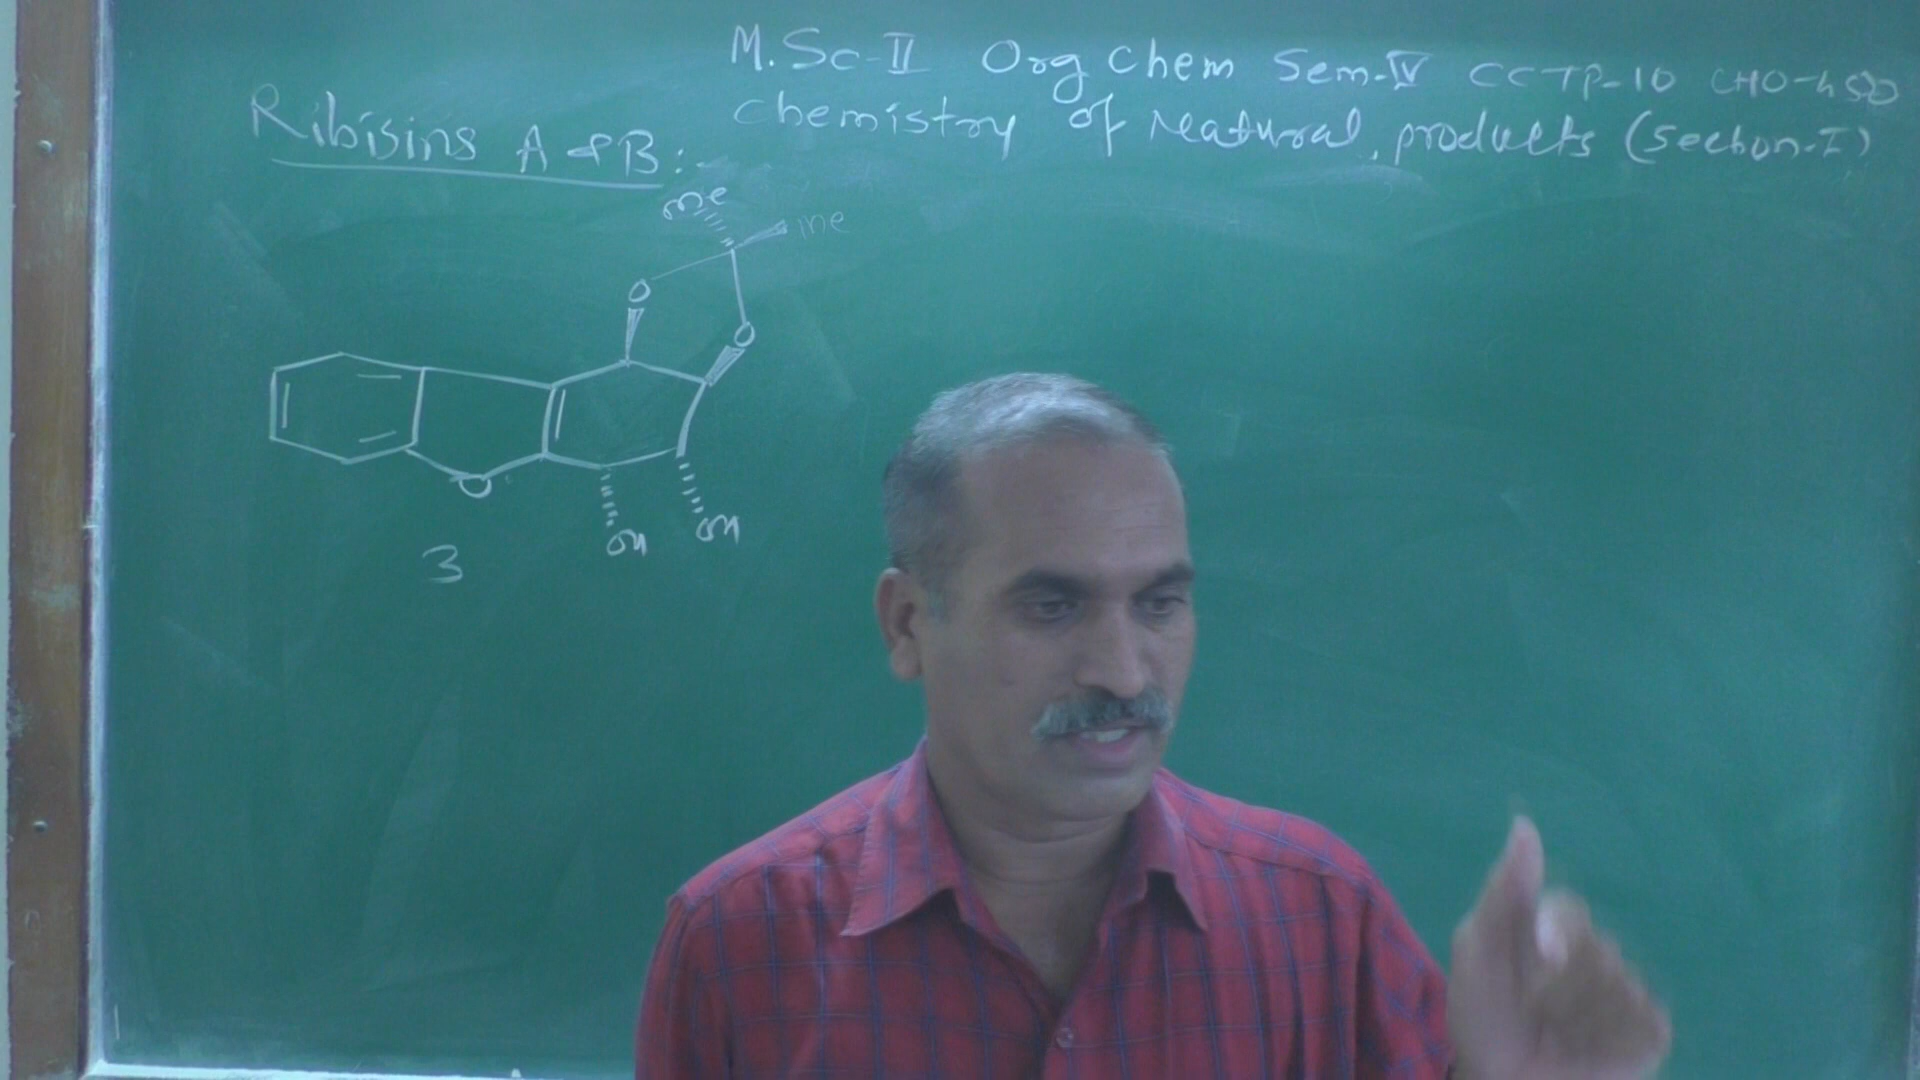 M.Sc-II Org Chem Sem-IV CCTP-10 CHO-450
Chemistry of Natural products (Section-I)
Ribisins A & B:-
Me
Me
O
O
O
OH
OH
3